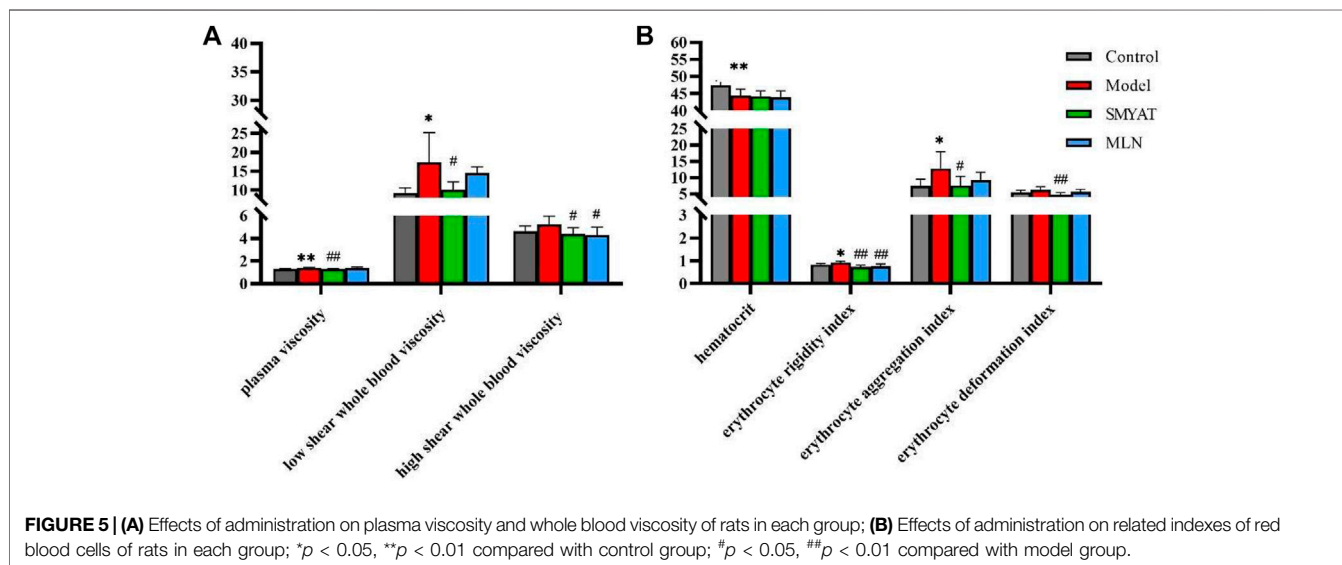 A
40
35
30
25
20
15
10
6
4
2
0
**
##
*
#
#
#
plasma viscosity
low shear whole blood viscosity
high shear whole blood viscosity
B
60
55
50
45
40
25
20
15
10
5
3
2
1
0
**
*
##
##
*
#
##
hematocrit
erythrocyte rigidity index
erythrocyte aggregation index
erythrocyte deformation index
Control
Model
SMYAT
MLN
FIGURE 5 | (A) Effects of administration on plasma viscosity and whole blood viscosity of rats in each group; (B) Effects of administration on related indexes of red
blood cells of rats in each group; *p < 0.05, **p < 0.01 compared with control group; #p < 0.05, ##p < 0.01 compared with model group.